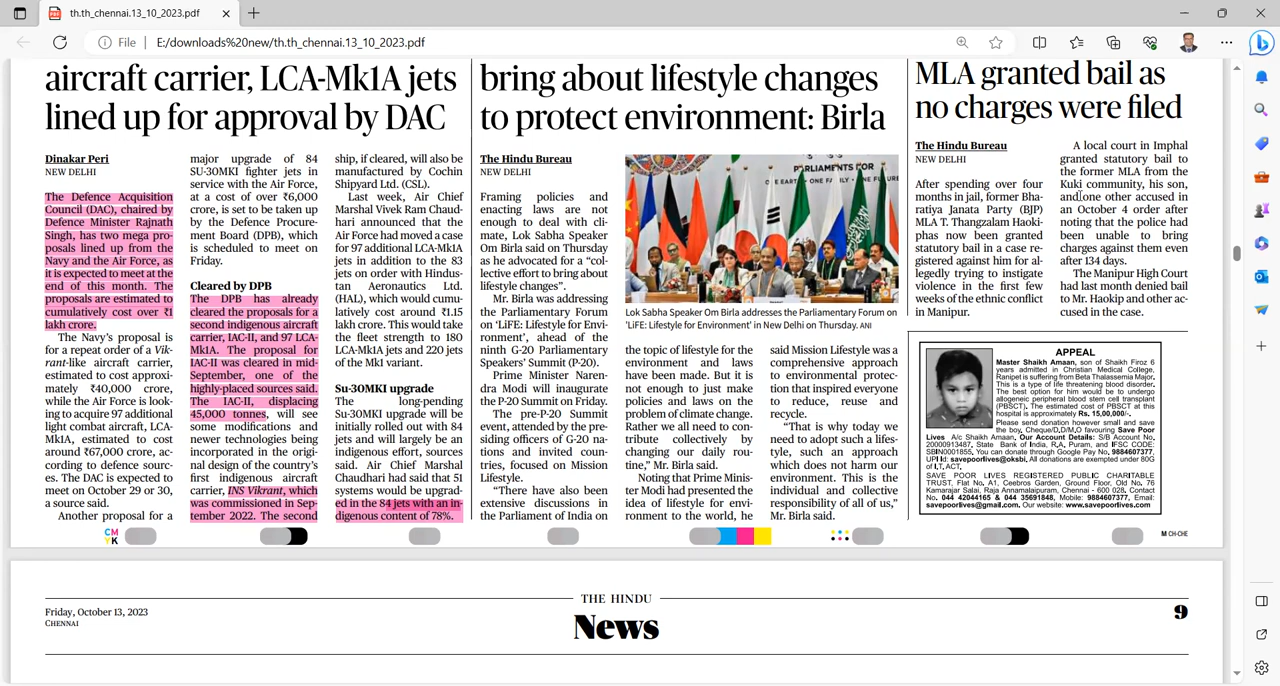 th.th_chennai.13_10_2023.pdf
File
E:/downloads%20new/th.th_chennai.13_10_2023.pdf
aircraft carrier, LCA-Mk1A jets
lined up for approval by DAC
Dinakar Peri
NEW DELHI
The Defence Acquisition
Council (DAC), chaired by
Defence Minister Rajnath
Singh, has two mega pro-
posals lined up from the
Navy and the Air Force, as
it is expected to meet at the
end of this month. The
proposals are estimated to
cumulatively cost over ₹1
lakh crore.
The Navy's proposal is
for a repeat order of a Vik-
rant-like aircraft carrier,
estimated to cost approxi-
mately ₹40,000 crore,
while the Air Force is look-
ing to acquire 97 additional
light combat aircraft, LCA-
Mk1A, estimated to cost
around ₹67,000 crore, ac-
cording to defence sourc-
es. The DAC is expected to
meet on October 29 or 30,
a source said.
Another proposal for a
major upgrade of 84
SU-30MKI fighter jets in
service with the Air Force,
at a cost of over ₹6,000
crore, is set to be taken up
by the Defence Procure-
ment Board (DPB), which
is scheduled to meet on
Friday.
Cleared by DPB
The DPB has already
cleared the proposals for a
second indigenous aircraft
carrier, IAC-II, and 97 LCA-
Mk1A. The proposal for
IAC-II was cleared in mid-
September, one of the
highly-placed sources said.
The IAC-II, displacing
45,000 tonnes, will see
some modifications and
newer technologies being
incorporated in the origi-
nal design of the country's
first indigenous aircraft
carrier, INS Vikrant, which
was commissioned in Sep-
tember 2022. The second
ship, if cleared, will also be
manufactured by Cochin
Shipyard Ltd. (CSL).
Last week, Air Chief
Marshal Vivek Ram Chaud-
hari announced that the
Air Force had moved a case
for 97 additional LCA-Mk1A
jets in addition to the 83
jets on order with Hindus-
tan Aeronautics Ltd.
(HAL), which would cumu-
latively cost around ₹1.15
lakh crore. This would take
the fleet strength to 180
LCA-Mk1A jets and 220 jets
of the Mk1 variant.
Su-30MKI upgrade
The long-pending
Su-30MKI upgrade will be
initially rolled out with 84
jets and will largely be an
indigenous effort, sources
said. Air Chief Marshal
Chaudhari had said that 51
systems would be upgrad-
ed in the 84 jets with an in-
digenous content of 78%.
bring about lifestyle changes
to protect environment: Birla
The Hindu Bureau
NEW DELHI
Framing policies and
enacting laws are not
enough to deal with cli-
mate, Lok Sabha Speaker
Om Birla said on Thursday
as he advocated for a “col-
lective effort to bring about
lifestyle changes”.
Mr. Birla was addressing
the Parliamentary Forum
on ‘LiFE: Lifestyle for Envi-
ronment’, ahead of the
ninth G-20 Parliamentary
Speakers’ Summit (P-20).
Prime Minister Naren-
dra Modi will inaugurate
the P-20 Summit on Friday.
The pre-P-20 Summit
event, attended by the pre-
siding officers of G-20 na-
tions and invited coun-
tries, focused on Mission
Lifestyle.
“There have also been
extensive discussions in
the Parliament of India on
PARLIAMENTS FOR
ONE EARTH • ONE FAMILY • ONE FUTURE
Lok Sabha Speaker Om Birla addresses the Parliamentary Forum on
‘LiFE: Lifestyle for Environment’ in New Delhi on Thursday. ANI
the topic of lifestyle for the
environment and laws
have been made. But it is
not enough to just make
policies and laws on the
problem of climate change.
Rather we all need to con-
tribute collectively by
changing our daily rou-
tine,” Mr. Birla said.
Noting that Prime Minis-
ter Modi had presented the
idea of lifestyle for envi-
ronment to the world, he
said Mission Lifestyle was a
comprehensive approach
to environmental protec-
tion that inspired everyone
to reduce, reuse and
recycle.
“That is why today we
need to adopt such a lifes-
tyle, such an approach
which does not harm our
environment. This is the
individual and collective
responsibility of all of us,”
Mr. Birla said.
MLA granted bail as
no charges were filed
The Hindu Bureau
NEW DELHI
After spending over four
months in jail, former Bha-
ratiya Janata Party (BJP)
MLA T. Thangzalam Haoki-
phas now been granted
statutory bail in a case re-
gistered against him for al-
legedly trying to instigate
violence in the first few
weeks of the ethnic conflict
in Manipur.
A local court in Imphal
granted statutory bail to
the former MLA from the
Kuki community, his son,
and one other accused in
an October 4 order after
noting that the police had
been unable to bring
charges against them even
after 134 days.
The Manipur High Court
had last month denied bail
to Mr. Haokip and other ac-
cused in the case.
APPEAL
Master Shaikh Amaan, son of Shaikh Firoz 6
years admitted in Christian Medical College,
Ranipet is suffering from Beta Thalassemia Major,
This is a type of life threatening blood disorder.
The best option for him would be to undergo
allogeneic peripheral blood stem cell transplant
(PBSCT). The estimated cost of PBSCT at this
hospital is approximately Rs. 15,00,000/-.
Please send donation however small and save
the boy, Cheque/D,D/M,O favouring Save Poor
Lives A/c Shaikh Amaan, Our Account Details: S/B Account No,
20000913487, State Bank of India, R,A, Puram, and IFSC CODE:
SBIN0001855, You can donate through Google Pay No, 9884607377,
UPI Id: savepoorlives@oksbi, All donations are exempted under 80G
of I,T, ACT,
SAVE POOR LIVES REGISTERED PUBLIC CHARITABLE
TRUST, Flat No, A1, Ceebros Garden, Ground Floor, Old No, 76
Kamarajar Salai, Raja Annamalaipuram, Chennai - 600 028, Contact
No, 044 42044165 & 044 35691848, Mobile: 9884607377, Email:
savepoorlives@gmail.com. Our website: www.savepoorlives.com
CM
YK
M CH-CHE
THE HINDU
Friday, October 13, 2023
CHENNAI
News
9